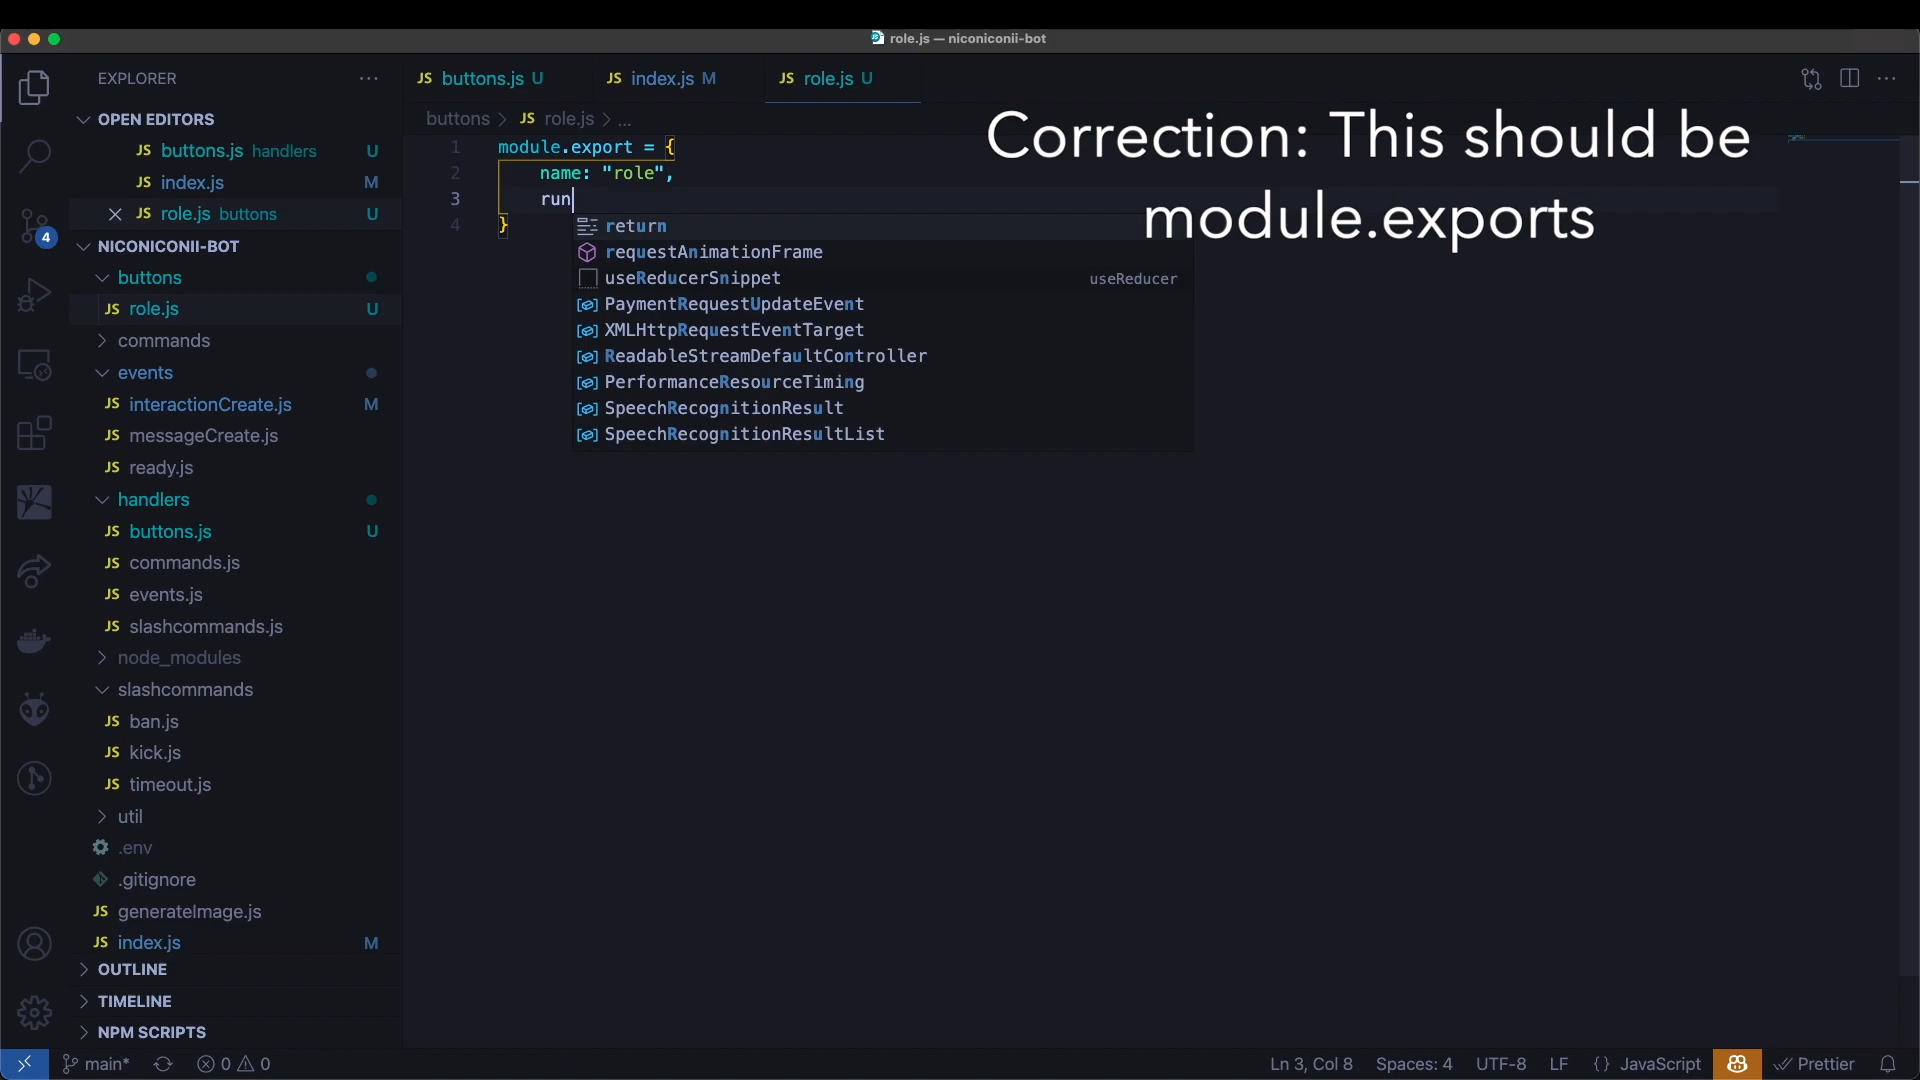 role.js — niconiconii-bot
EXPLORER
OPEN EDITORS
JS buttons.js handlers U
JS index.js M
JS role.js buttons U
NICONICONII-BOT
buttons
JS role.js U
commands
events
JS interactionCreate.js M
JS messageCreate.js
JS ready.js
handlers
JS buttons.js U
JS commands.js
JS events.js
JS slashcommands.js
node_modules
slashcommands
JS ban.js
JS kick.js
JS timeout.js
util
.env
.gitignore
JS generateImage.js
JS index.js M
OUTLINE
TIMELINE
NPM SCRIPTS
4
JS buttons.js U JS index.js M JS role.js U
buttons > JS role.js > ...
1 module.export = {
2 name: "role",
3 run
4 }
return
requestAnimationFrame
useReducerSnippet useReducer
PaymentRequestUpdateEvent
XMLHttpRequestEventTarget
ReadableStreamDefaultController
PerformanceResourceTiming
SpeechRecognitionResult
SpeechRecognitionResultList
Correction: This should be
module.exports
main* 0 0 Ln 3, Col 8 Spaces: 4 UTF-8 LF {} JavaScript Prettier